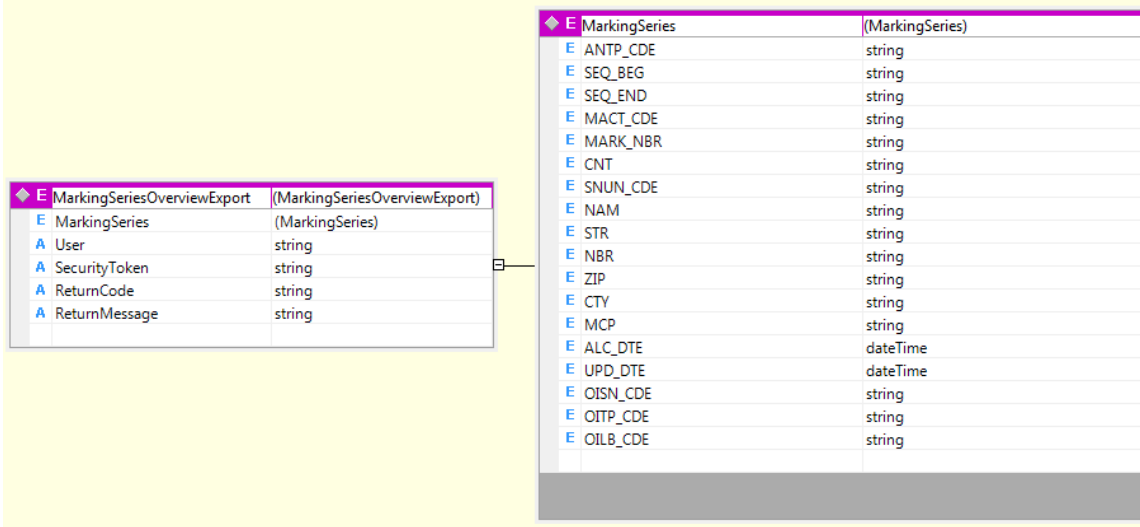 E MarkingSeriesOverviewExport (MarkingSeriesOverviewExport)
E MarkingSeries (MarkingSeries)
A User string
A SecurityToken string
A ReturnCode string
A ReturnMessage string
E MarkingSeries (MarkingSeries)
E ANTP_CDE string
E SEQ_BEG string
E SEQ_END string
E MACT_CDE string
E MARK_NBR string
E CNT string
E SNUN_CDE string
E NAM string
E STR string
E NBR string
E ZIP string
E CTY string
E MCP string
E ALC_DTE dateTime
E UPD_DTE dateTime
E OISN_CDE string
E OITP_CDE string
E OILB_CDE string